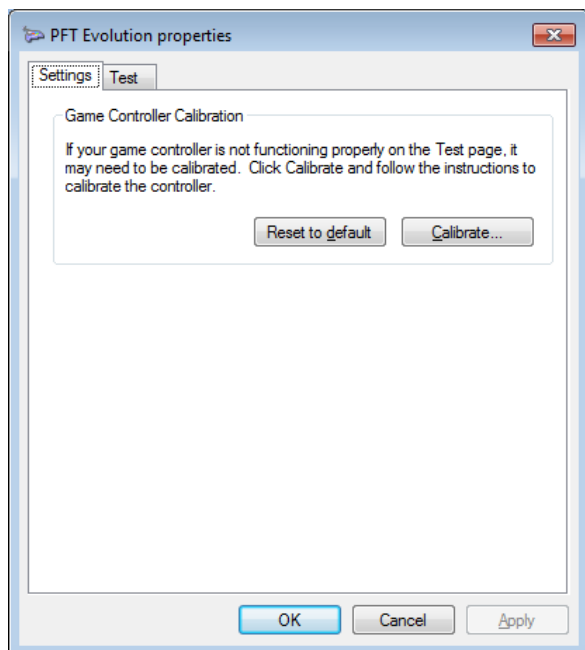 PFT Evolution properties
Settings Test
Game Controller Calibration
If your game controller is not functioning properly on the Test page, it
may need to be calibrated. Click Calibrate and follow the instructions to
calibrate the controller.
Reset to default Calibrate...
OK Cancel Apply